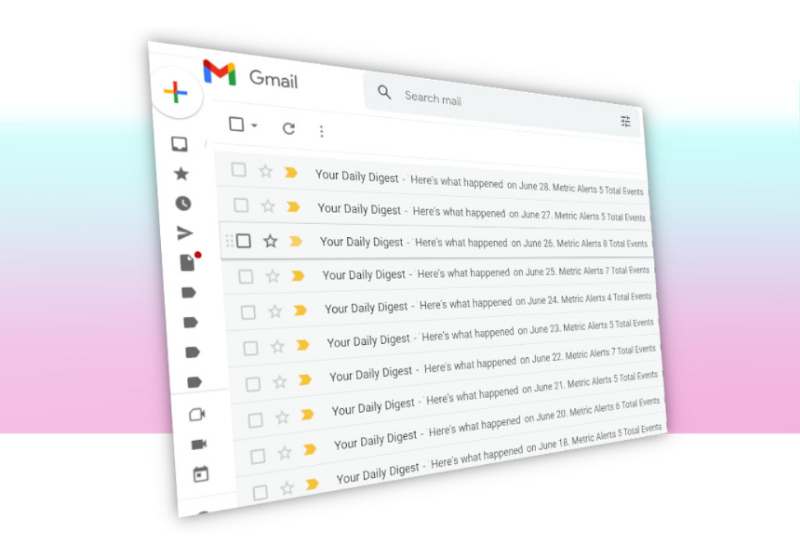 Gmail
Search mail
Your Daily Digest - Here's what happened on June 28. Metric Alerts 5 Total Events
Your Daily Digest - Here's what happened on June 27. Metric Alerts 5 Total Events
Your Daily Digest - Here's what happened on June 26. Metric Alerts 8 Total Events
Your Daily Digest - Here's what happened on June 25. Metric Alerts 7 Total Events
Your Daily Digest - Here's what happened on June 24. Metric Alerts 4 Total Events
Your Daily Digest - Here's what happened on June 23. Metric Alerts 5 Total Events
Your Daily Digest - Here's what happened on June 22. Metric Alerts 7 Total Events
Your Daily Digest - Here's what happened on June 21. Metric Alerts 5 Total Events
Your Daily Digest - Here's what happened on June 20. Metric Alerts 6 Total Events
Your Daily Digest - Here's what happened on June 18. Metric Alerts 5 Total Events